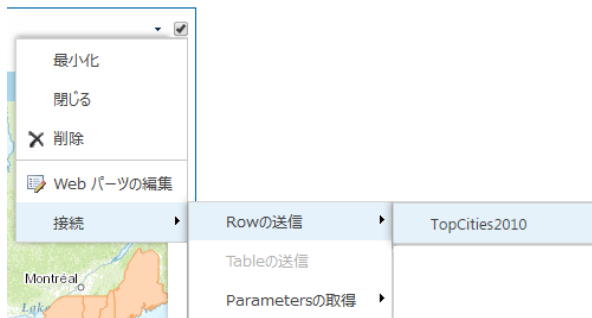 最小化
閉じる
削除
Web パーツの編集
接続
Rowの送信
TopCities2010
Tableの送信
Parametersの取得
Montréal
Lake